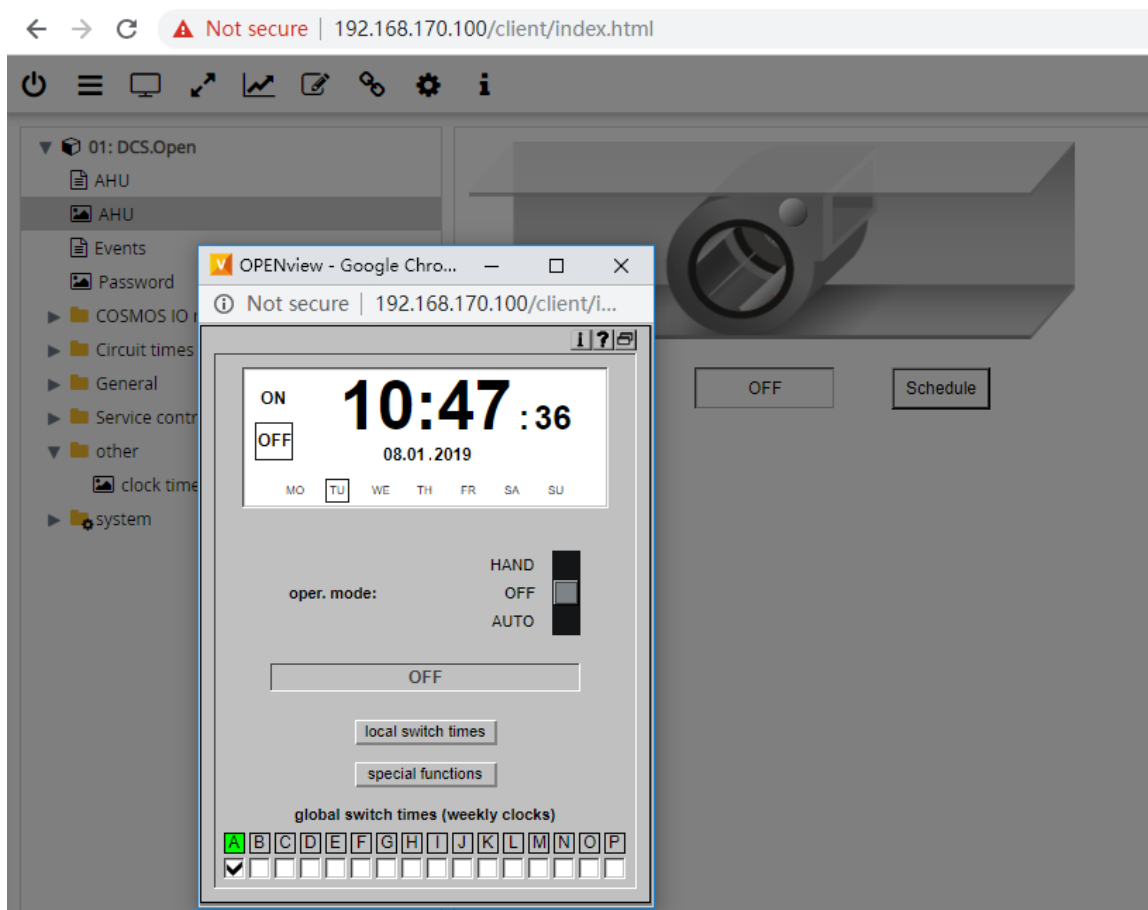 Not secure | 192.168.170.100/client/index.html
01: DCS.Open
AHU
AHU
Events
Password
COSMOS IO
Circuit times
General
Service contr
other
clock time
system
OFF
Schedule
OPENview - Google Chro...
Not secure | 192.168.170.100/client/i...
i ?
ON
10:47:36
OFF
08.01.2019
MO TU WE TH FR SA SU
HAND
oper. mode:
OFF
AUTO
OFF
local switch times
special functions
global switch times (weekly clocks)
A B C D E F G H I J K L M N O P